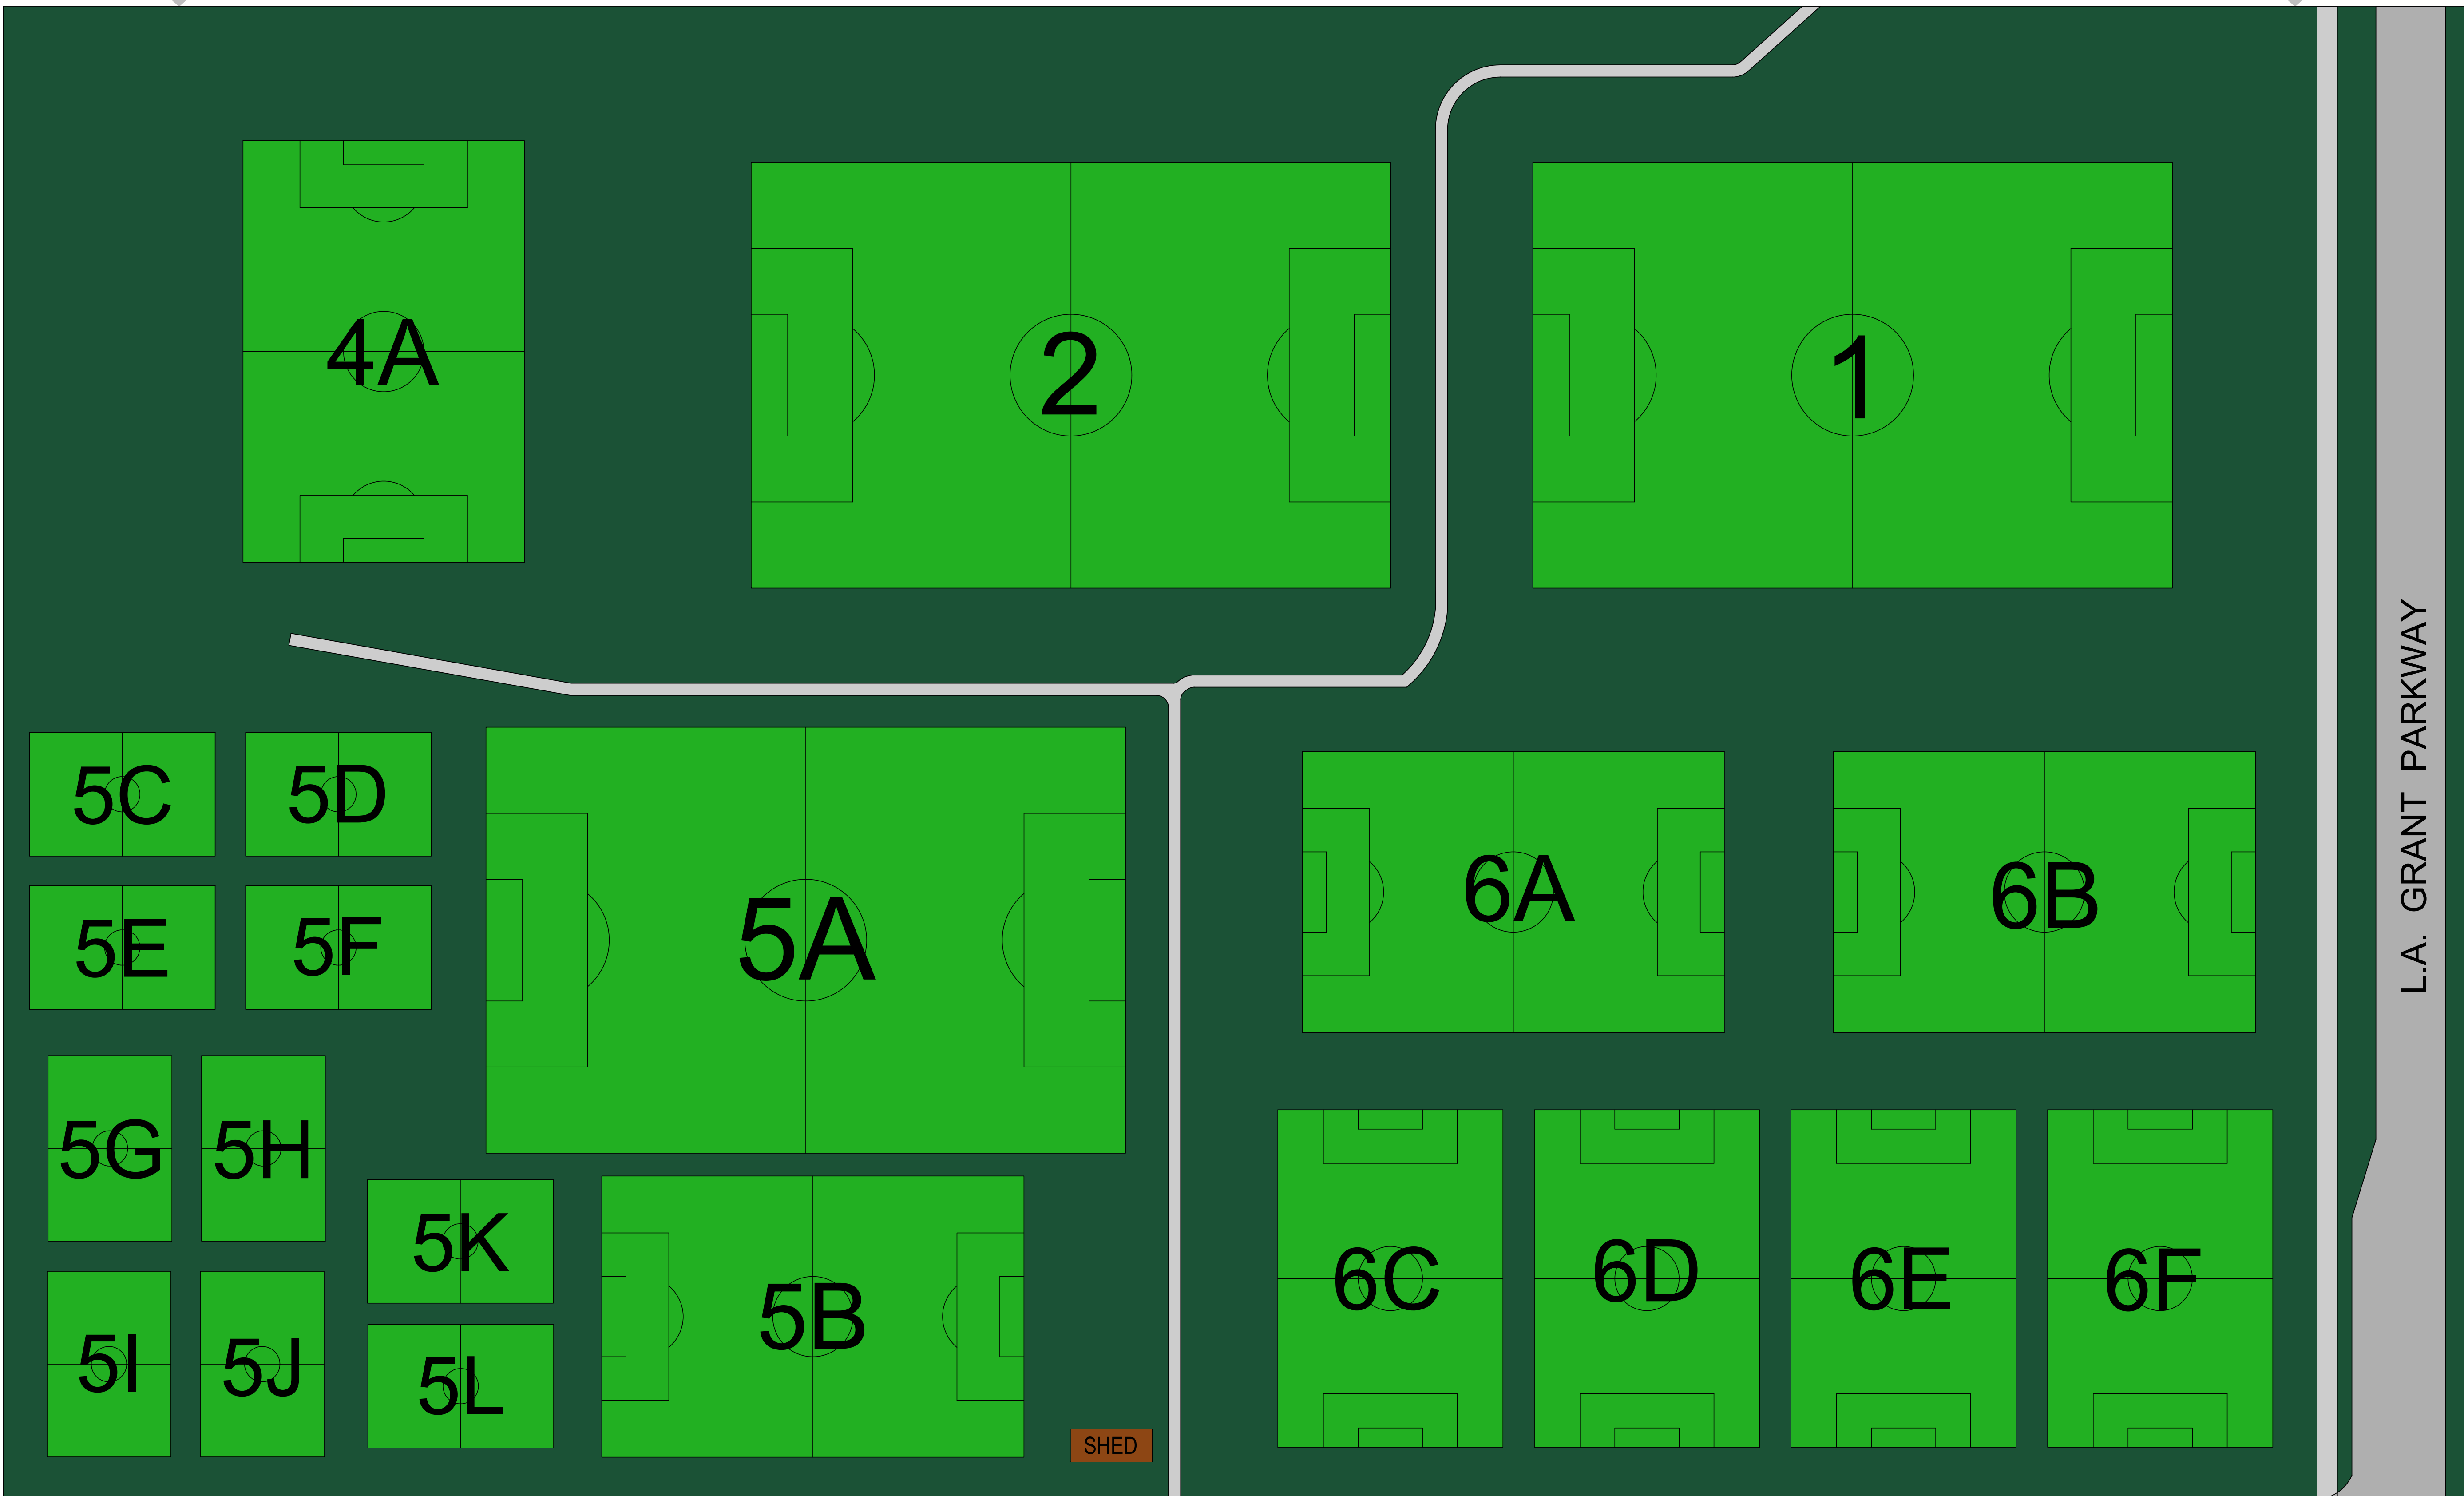 4A
2
1
5C
5D
5E
5F
5A
6A
6B
5G
5H
5K
5I
5J
5L
5B
6C
6D
6E
6F
SHED
L.A. GRANT PARKWAY